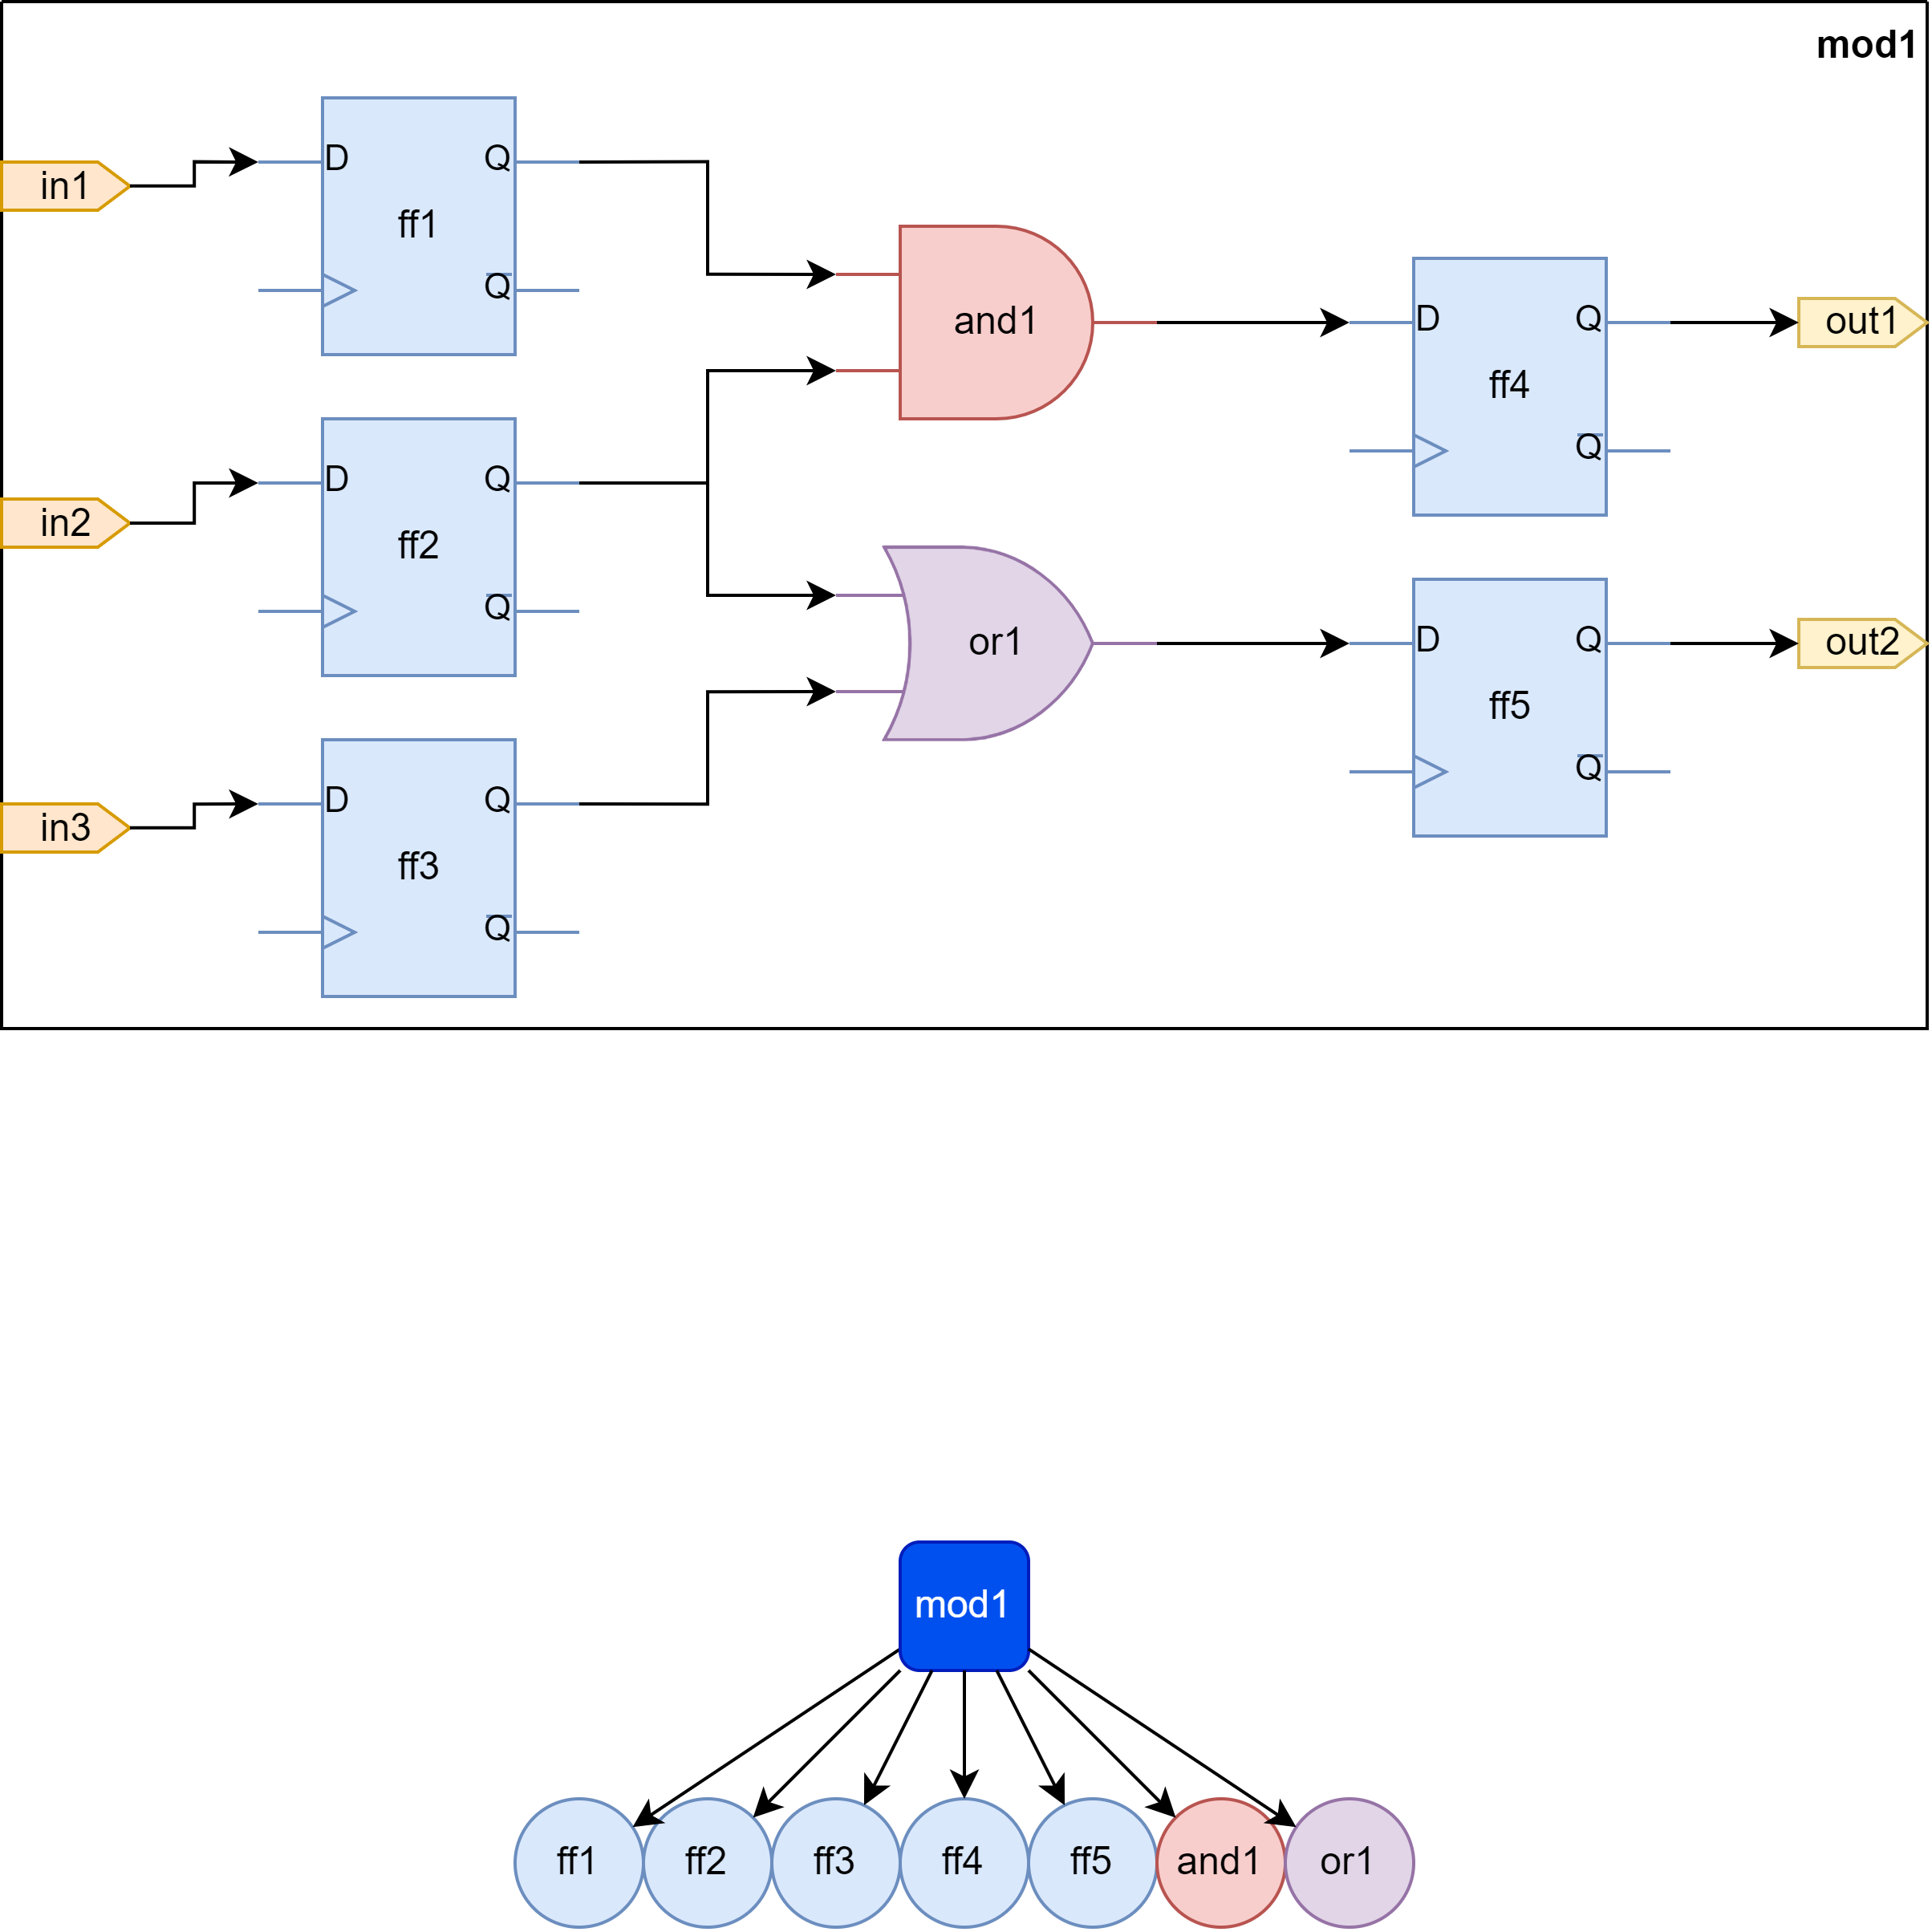 mod1
in1
D
Q
ff1
Q
and1
D
Q
ff4
Q
out1
in2
D
Q
ff2
Q
or1
D
Q
ff5
Q
out2
in3
D
Q
ff3
Q
mod1
ff1
ff2
ff3
ff4
ff5
and1
or1